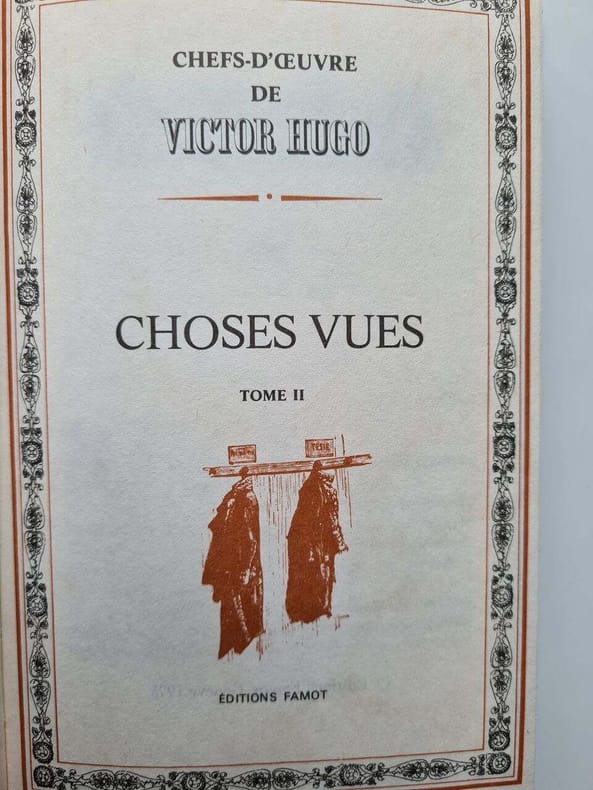 CHEFS-D'ŒUVRE
DE
VICTOR HUGO
CHOSES VUES
TOME II
ÉDITIONS FAMOT